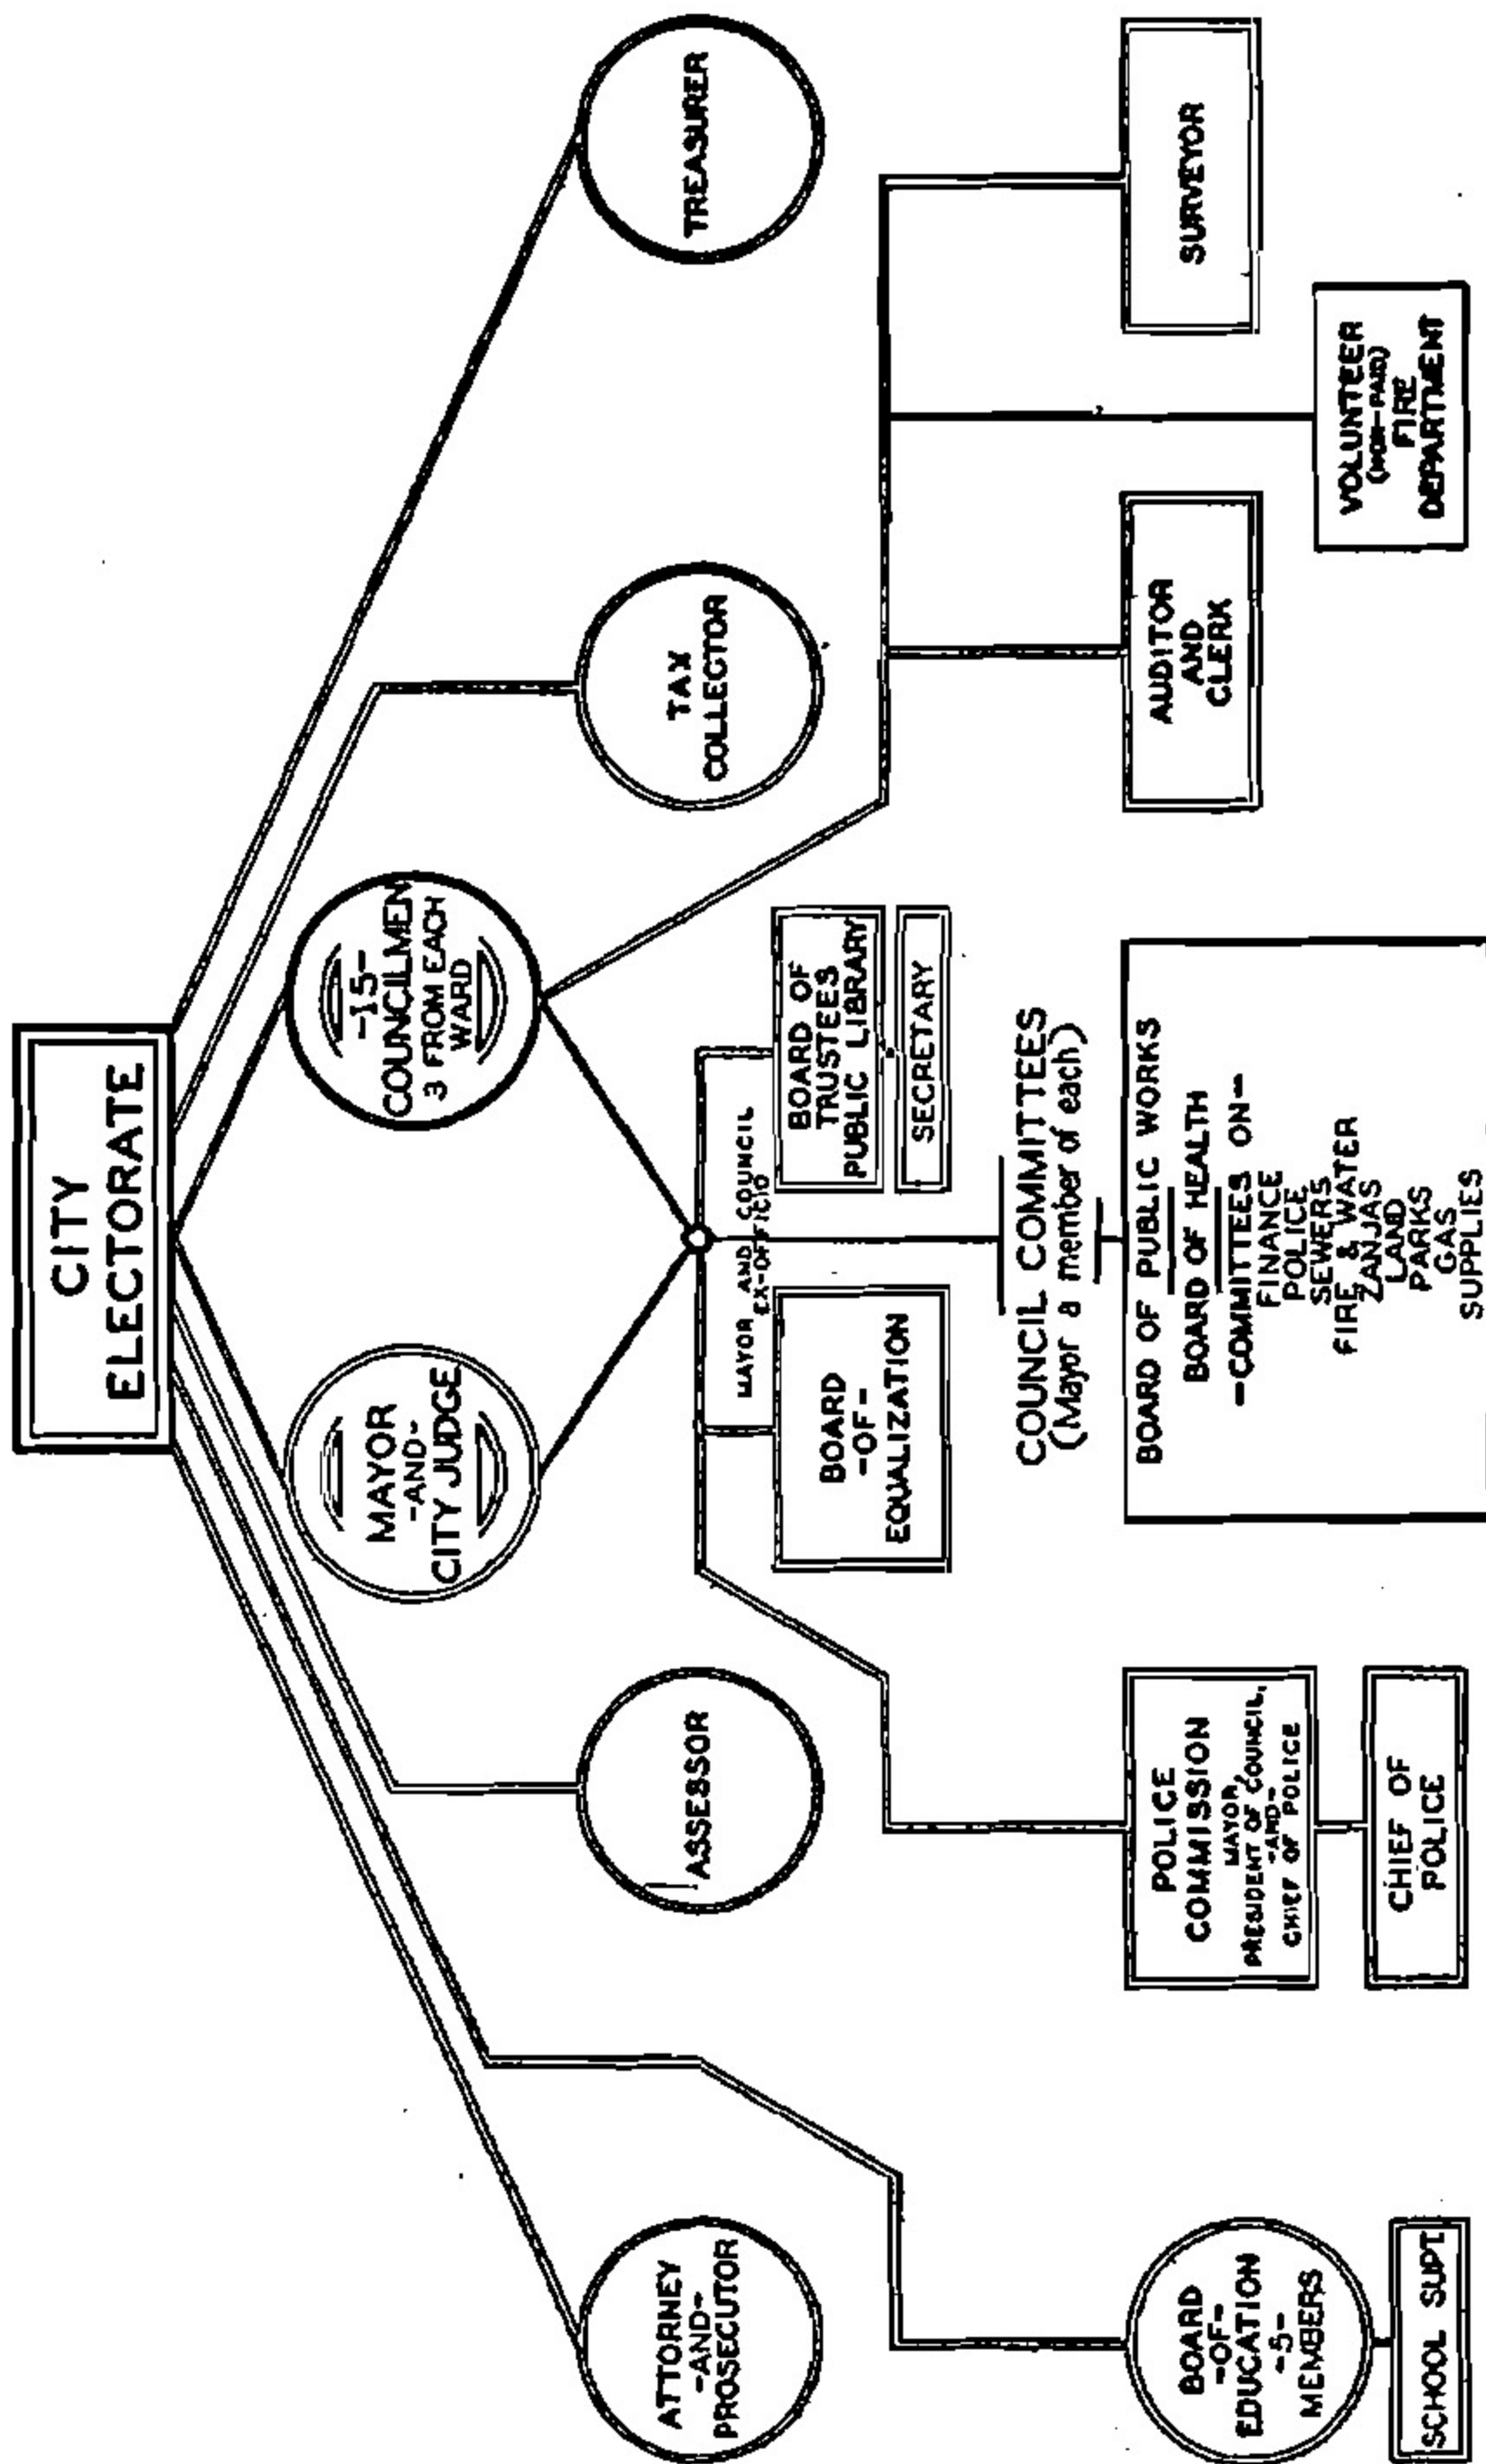 CITY
ELECTORATE
MAYOR
-AND-
CITY JUDGE
-15-
COUNCILMEN
3 FROM EACH
WARD
ATTORNEY
-AND-
PROSECUTOR
ASSESSOR
TAX
COLLECTOR
TREASURER
MAYOR AND COUNCIL
EX-OFFICIO
BOARD
-OF-
EQUALIZATION
BOARD OF
TRUSTEES
PUBLIC LIBRARY
SECRETARY
COUNCIL COMMITTEES
(Mayor a member of each)
BOARD
-OF-
EDUCATION
-5-
MEMBERS
SCHOOL SUPT
POLICE
COMMISSION
MAYOR,
PRESIDENT OF COUNCIL,
-AND-
CHIEF OF POLICE
CHIEF OF
POLICE
BOARD OF PUBLIC WORKS
BOARD OF HEALTH
-COMMITTEES ON-
FINANCE
POLICE
SEWERS
FIRE & WATER
ZANJAS
LAND
PARKS
GAS
SUPPLIES
AUDITOR
AND
CLERK
VOLUNTEER
(NON-PAID)
FIRE
DEPARTMENT
SURVEYOR